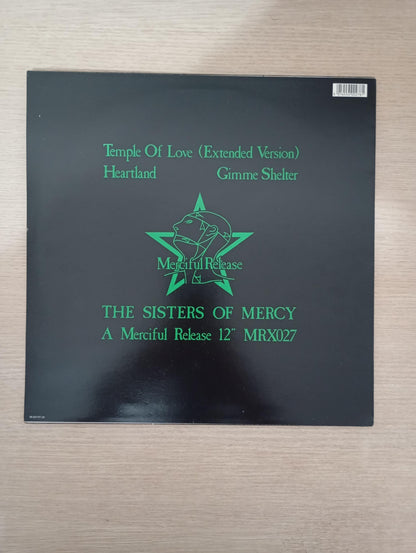 Temple Of Love (Extended Version)
Heartland Gimme Shelter
Merciful Release
THE SISTERS OF MERCY
A Merciful Release 12" MRX027